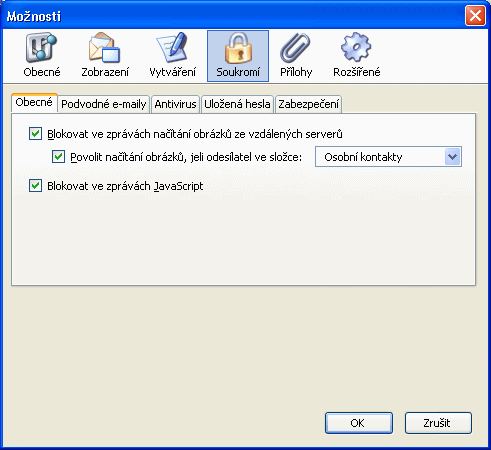 Možnosti
Obecné Zobrazení Vytváření Soukromí Přílohy Rozšířené
Obecné Podvodné e-maily Antivirus Uložená hesla Zabezpečení
Blokovat ve zprávách načítání obrázků ze vzdálených serverů
Povolit načítání obrázků, jeli odesílatel ve složce: Osobní kontakty
Blokovat ve zprávách JavaScript
OK Zrušit